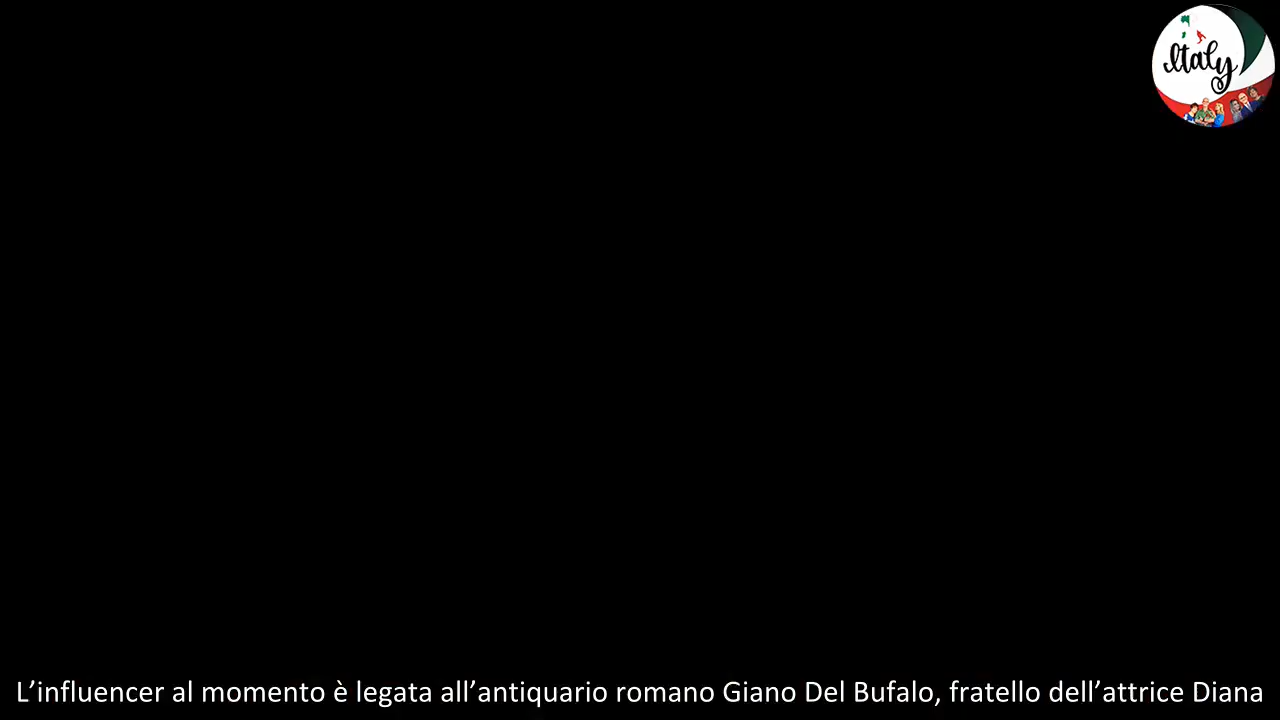 Italy
L’influencer al momento è legata all’antiquario romano Giano Del Bufalo, fratello dell’attrice Diana